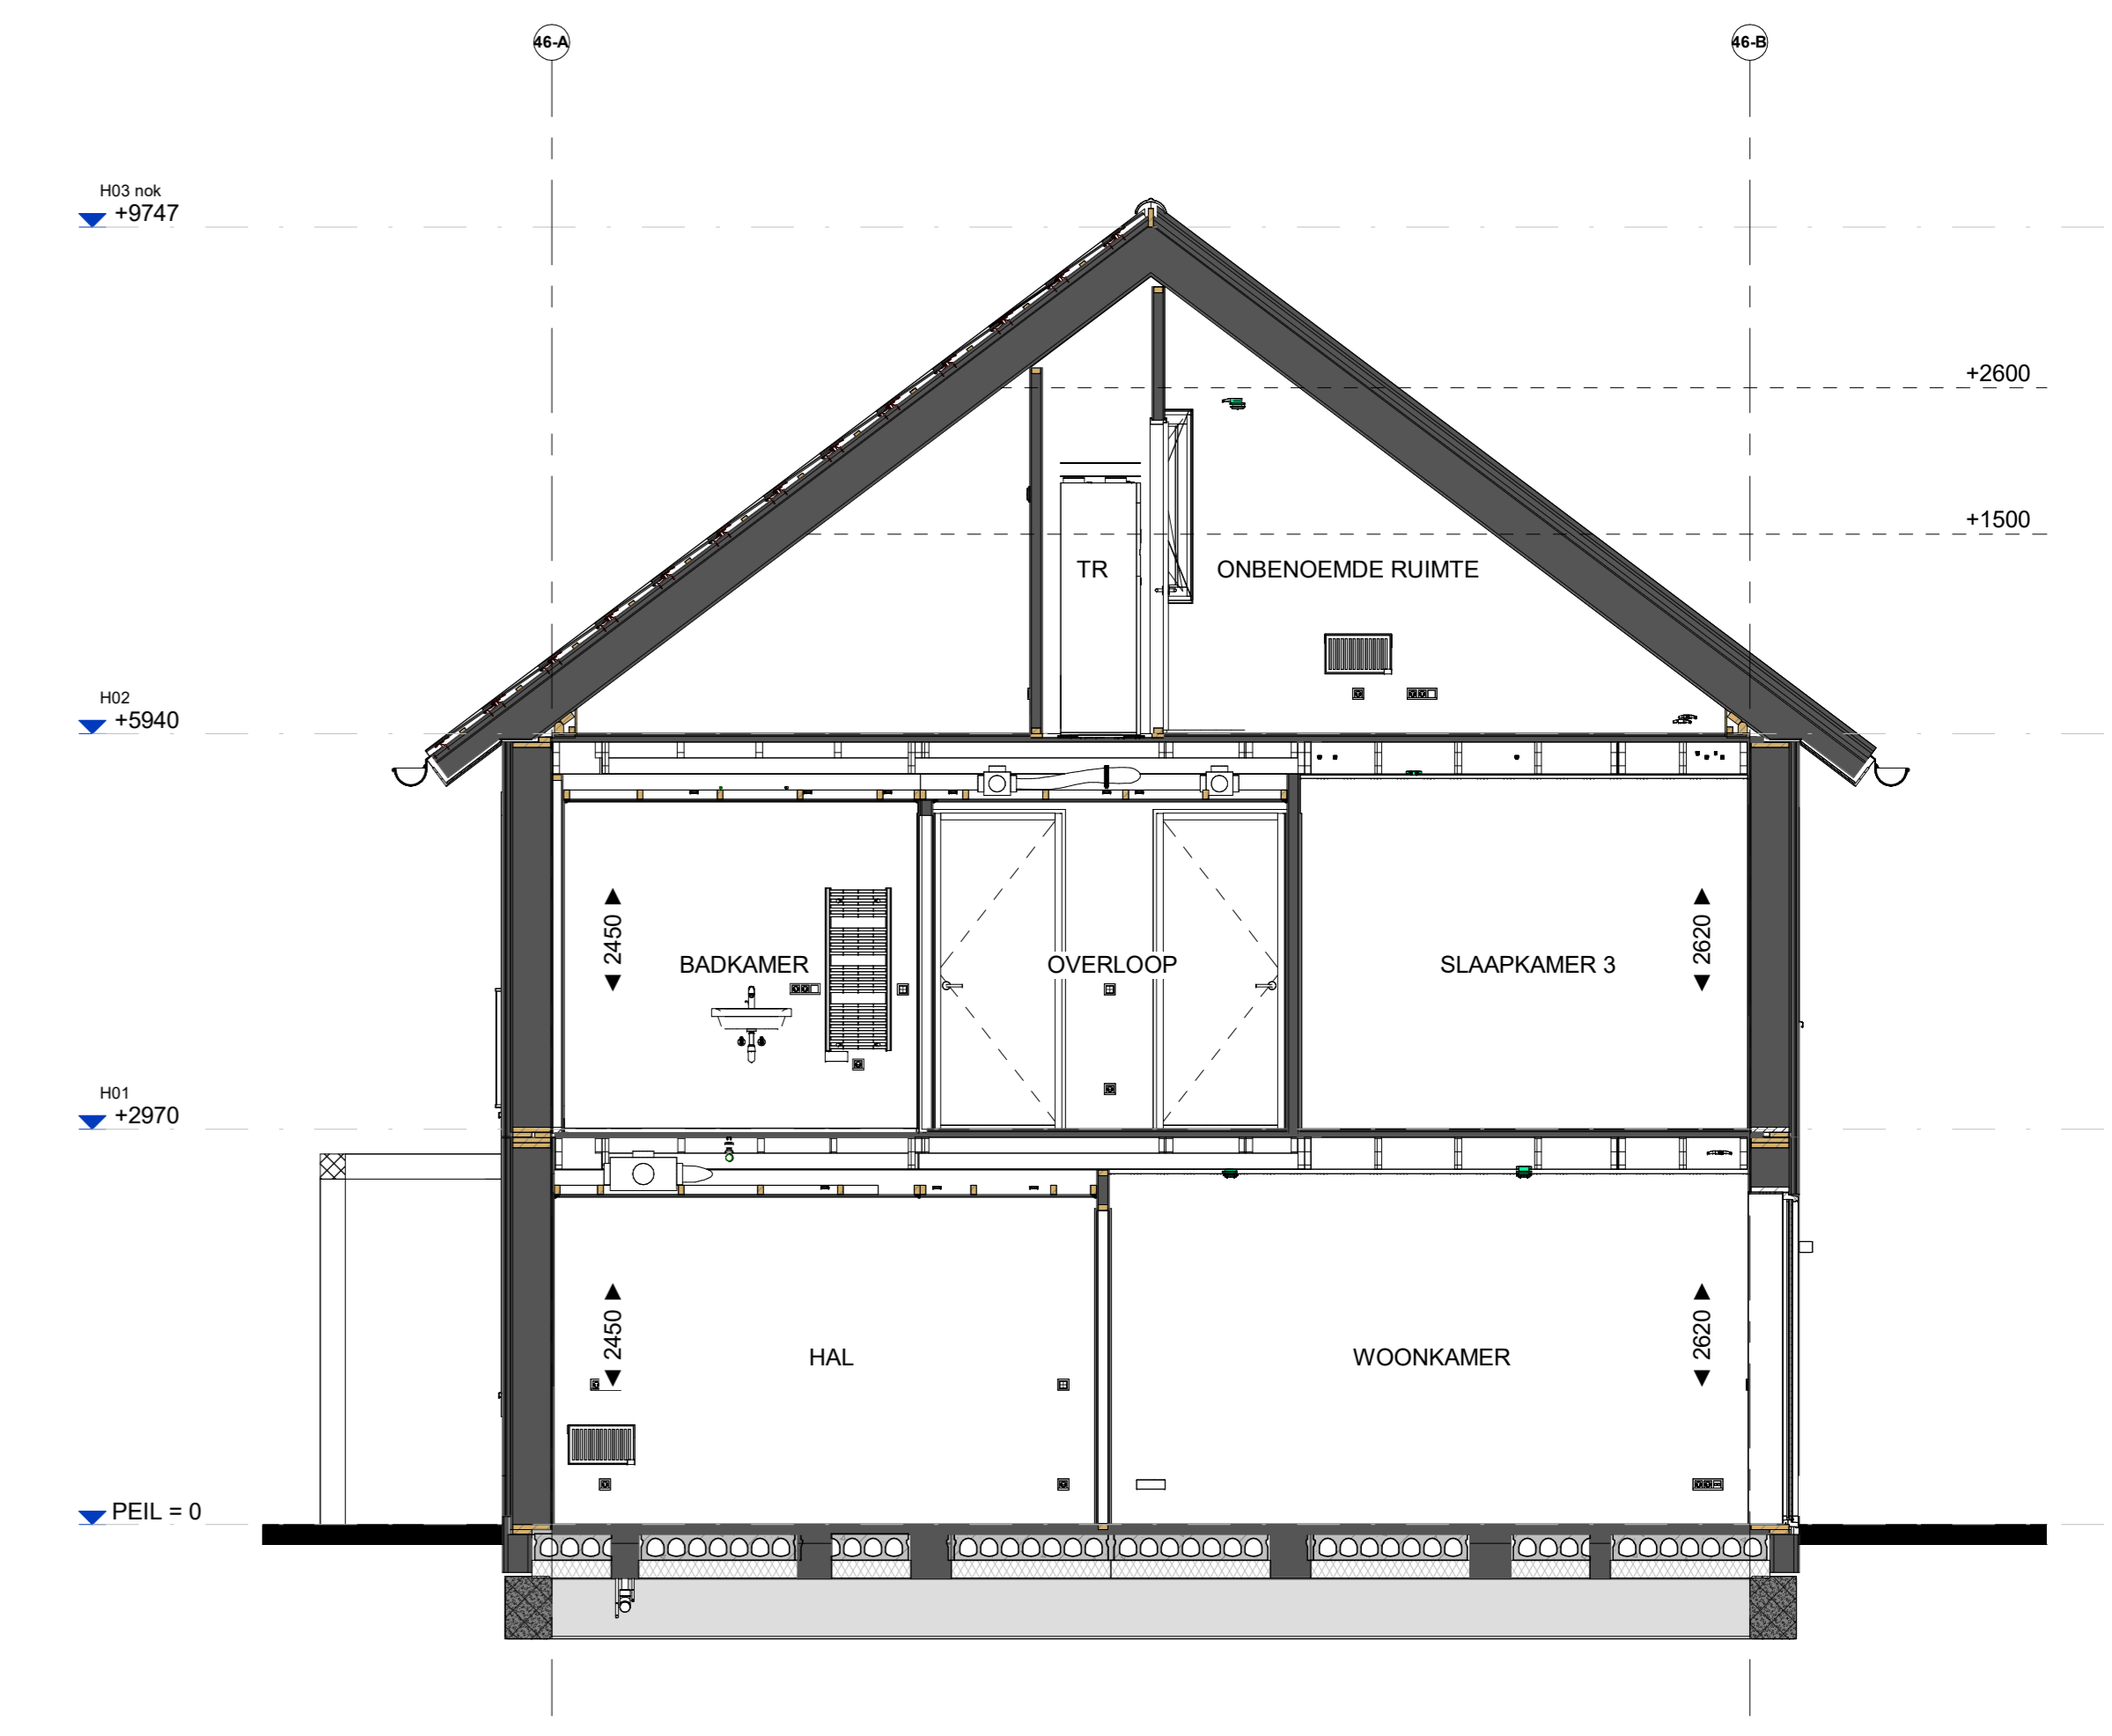 46-A
46-B
H03 nok
+9747
+2600
+1500
TR
ONBENOEMDE RUIMTE
H02
+5940
2450
BADKAMER
OVERLOOP
SLAAPKAMER 3
2620
H01
+2970
2450
HAL
WOONKAMER
2620
PEIL = 0